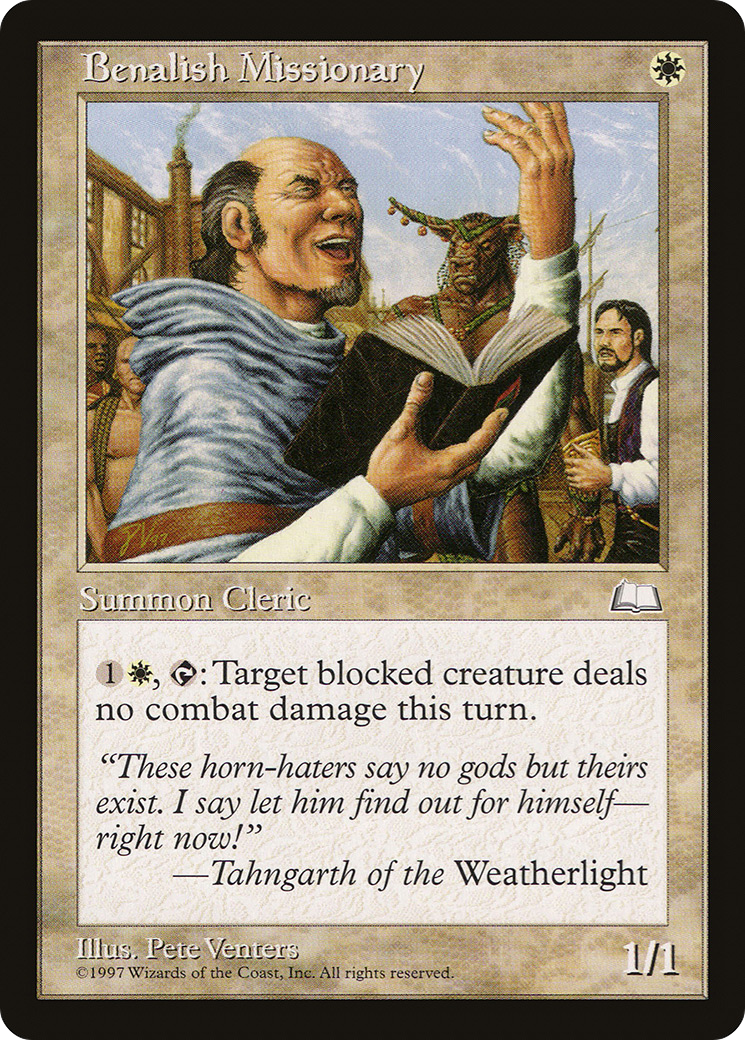 Benalish Missionary
Summon Cleric
1, : Target blocked creature deals
no combat damage this turn.
“These horn-haters say no gods but theirs
exist. I say let him find out for himself—
right now!”
—Tahngarth of the Weatherlight
Illus. Pete Venters
1/1
©1997 Wizards of the Coast, Inc. All rights reserved.